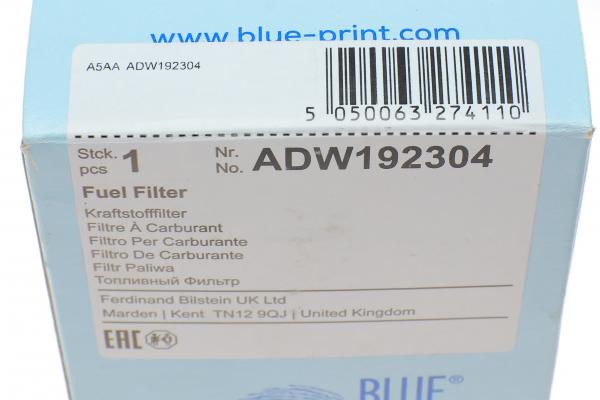 www.blue-print.com
A5AA ADW192304
5 050063 274110
Stck. 1 Nr. ADW192304
pcs No.
Fuel Filter
Kraftstofffilter
Filtre À Carburant
Filtro Per Carburante
Filtro De Carburante
Filtr Paliwa
Топливный Фильтр
Ferdinand Bilstein UK Ltd
Marden | Kent TN12 9QJ | United Kingdom
EAC
BLUE®